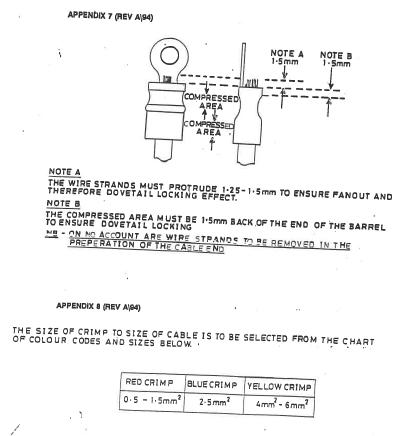 APPENDIX 7 (REV A\94)
NOTE A
1·5mm
NOTE B
1·5mm
COMPRESSED
AREA
COMPRESSED
AREA
NOTE A
THE WIRE STRANDS MUST PROTRUDE 1·25-1·5mm TO ENSURE FANOUT AND
THEREFORE DOVETAIL LOCKING EFFECT.
NOTE B
THE COMPRESSED AREA MUST BE 1·5mm BACK OF THE END OF THE BARREL
TO ENSURE DOVETAIL LOCKING
NB - ON NO ACCOUNT ARE WIRE STRANDS TO BE REMOVED IN THE
PREPERATION OF THE CABLE END
APPENDIX 8 (REV A\94)
THE SIZE OF CRIMP TO SIZE OF CABLE IS TO BE SELECTED FROM THE CHART
OF COLOUR CODES AND SIZES BELOW.
RED CRIMP BLUE CRIMP YELLOW CRIMP
0·5 - 1·5mm² 2·5mm² 4mm² - 6mm²